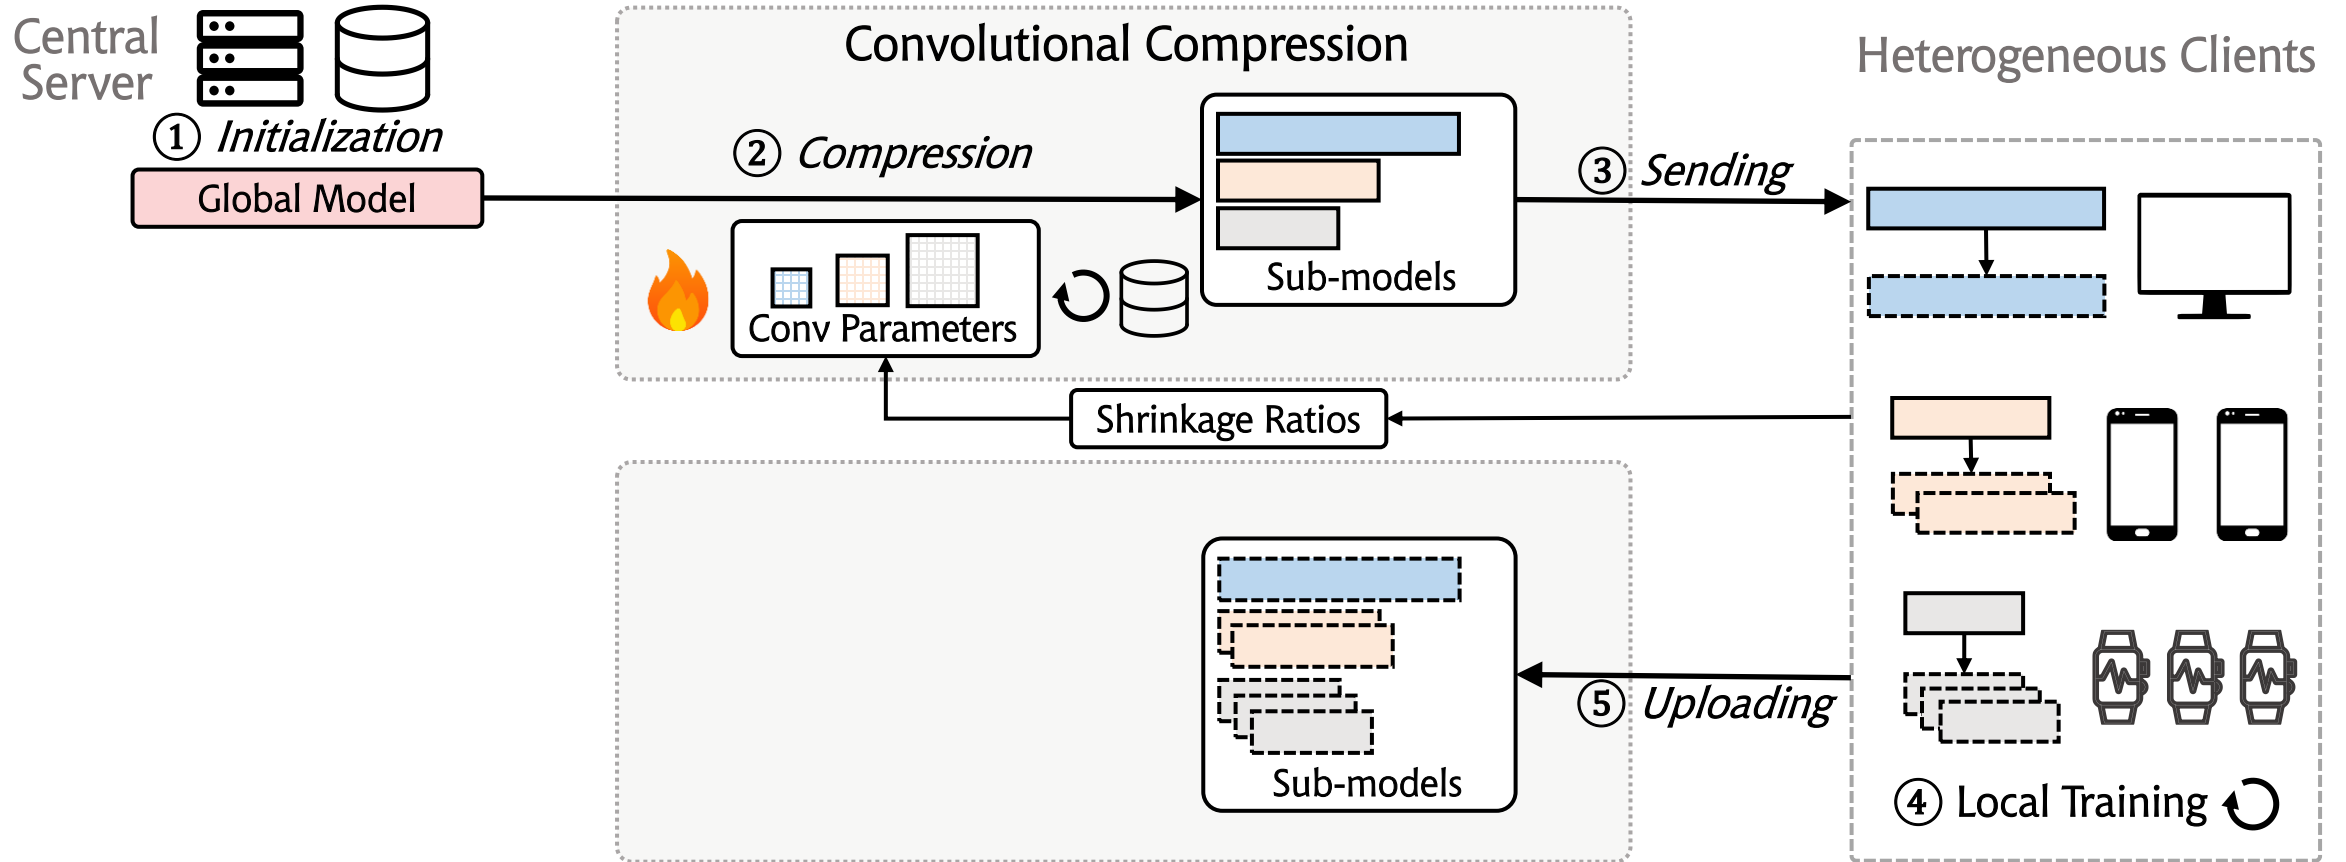 Central
Server
① Initialization
Global Model
Convolutional Compression
② Compression
Conv Parameters
Sub-models
③ Sending
Heterogeneous Clients
Shrinkage Ratios
Sub-models
⑤ Uploading
④ Local Training